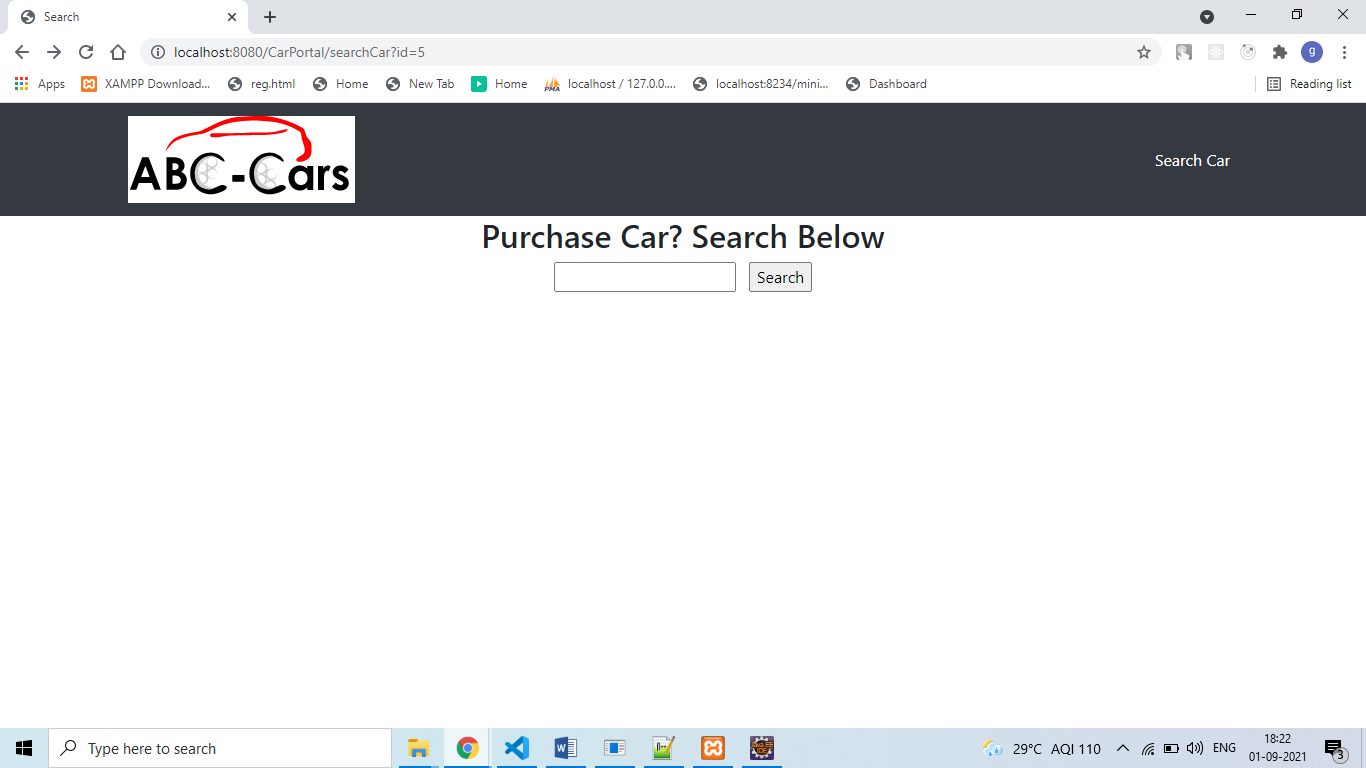 Search
localhost:8080/CarPortal/searchCar?id=5
g
Apps XAMPP Download... reg.html Home New Tab Home localhost / 127.0.0.... localhost:8234/mini... Dashboard Reading list
ABC-Cars
Search Car
Purchase Car? Search Below
Search
Type here to search
29°C AQI 110 ENG
18:22
01-09-2021
3